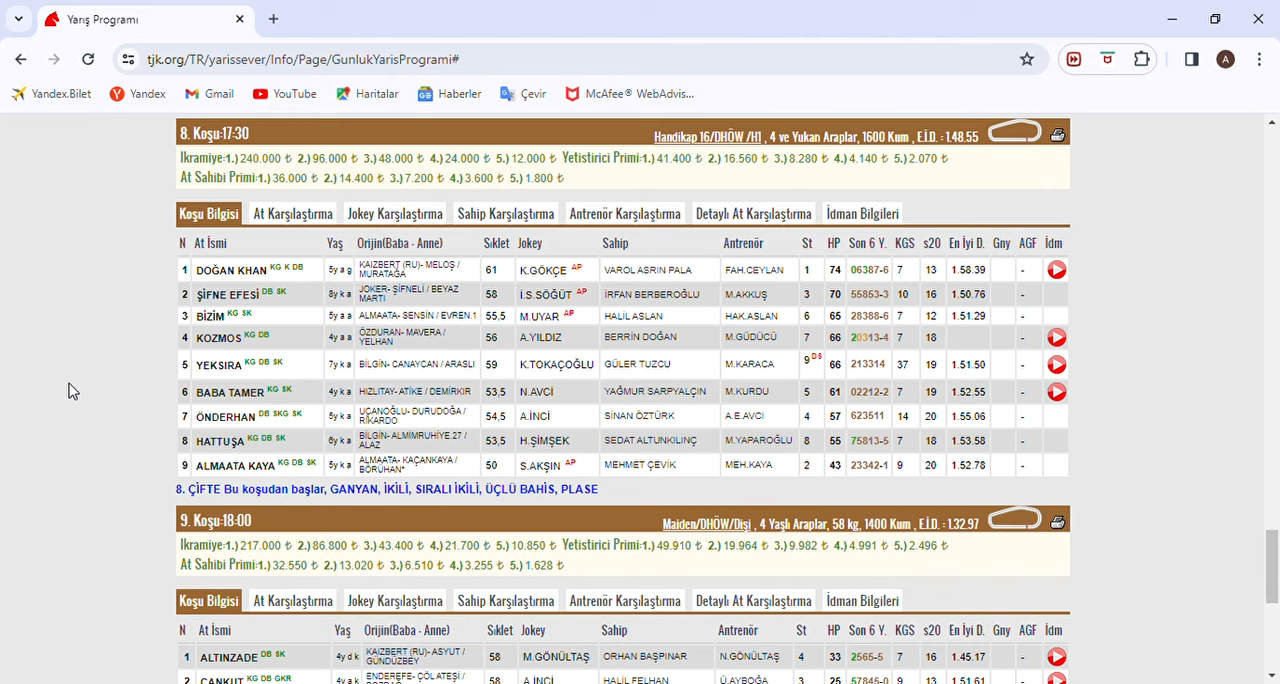 Yarış Programı
tjk.org/TR/yarissever/Info/Page/GunlukYarisProgrami#
A
Yandex.Bilet Yandex Gmail YouTube Haritalar Haberler Çevir McAfee® WebAdvis...
8. Koşu:17:30 Handikap 16/DHÖW /H1 , 4 ve Yukarı Araplar, 1600 Kum , E.İ.D. : 1.48.55
İkramiye:1.) 240.000 ₺ 2.) 96.000 ₺ 3.) 48.000 ₺ 4.) 24.000 ₺ 5.) 12.000 ₺ Yetistirici Primi:1.) 41.400 ₺ 2.) 16.560 ₺ 3.) 8.280 ₺ 4.) 4.140 ₺ 5.) 2.070 ₺
At Sahibi Primi:1.) 36.000 ₺ 2.) 14.400 ₺ 3.) 7.200 ₺ 4.) 3.600 ₺ 5.) 1.800 ₺
Koşu Bilgisi At Karşılaştırma Jokey Karşılaştırma Sahip Karşılaştırma Antrenör Karşılaştırma Detaylı At Karşılaştırma İdman Bilgileri
N At İsmi Yaş Orijin(Baba - Anne) Sıklet Jokey Sahip Antrenör St HP Son 6 Y. KGS s20 En İyi D. Gny AGF İdm
1 DOĞAN KHAN KG K DB 5y a g KAIZBERT (RU)- MELOŞ / MURATAĞA 61 K.GÖKÇE AP VAROL ASRIN PALA FAH.CEYLAN 1 74 06387-6 7 13 1.58.39 -
2 ŞİFNE EFESİ DB SK 8y k a JOKER- ŞİFNELİ / BEYAZ MARTI 58 İ.S.SÖĞÜT AP İRFAN BERBEROĞLU M.AKKUŞ 3 70 55853-3 10 16 1.50.76 -
3 BİZİM KG SK 5y a a ALMAATA- SENSİN / EVREN.1 55,5 M.UYAR AP HALİL ASLAN HAK.ASLAN 6 65 28388-6 7 12 1.51.29 -
4 KOZMOS KG DB 4y a a ÖZDURAN- MAVERA / YELHAN 56 A.YILDIZ BERRİN DOĞAN M.GÜDÜCÜ 7 66 20313-4 7 18 -
5 YEKSIRA KG DB SK 7y k a BİLGİN- CANAYCAN / ARASLI 59 K.TOKAÇOĞLU GÜLER TUZCU M.KARACA 9 DS 66 213314 37 19 1.51.50 -
6 BABA TAMER KG SK 4y k a HIZLITAY- ATİKE / DEMİRKIR 53,5 N.AVCİ YAĞMUR SARPYALÇIN M.KURDU 5 61 02212-2 7 19 1.52.55 -
7 ÖNDERHAN DB SKG SK 5y k a UÇANOĞLU- DURUDOĞA / RİKARDO 54,5 A.İNCİ SİNAN ÖZTÜRK A.E.AVCI 4 57 623511 14 20 1.55.06 -
8 HATTUŞA KG DB SK 6y k a BİLGİN- ALMIMRUHİYE.27 / ALAZ 53,5 H.ŞİMŞEK SEDAT ALTUNKILINÇ M.YAPAROĞLU 8 55 75813-5 7 18 1.53.58 -
9 ALMAATA KAYA KG DB SK 5y k a ALMAATA- KAÇANKAYA / BÖRÜHAN* 50 S.AKŞIN AP MEHMET ÇEVİK MEH.KAYA 2 43 23342-1 9 20 1.52.78 -
8. ÇİFTE Bu koşudan başlar, GANYAN, İKİLİ, SIRALI İKİLİ, ÜÇLÜ BAHİS, PLASE
9. Koşu:18:00 Maiden/DHÖW/Dişi , 4 Yaşlı Araplar, 58 kg, 1400 Kum , E.İ.D. : 1.32.97
İkramiye:1.) 217.000 ₺ 2.) 86.800 ₺ 3.) 43.400 ₺ 4.) 21.700 ₺ 5.) 10.850 ₺ Yetistirici Primi:1.) 49.910 ₺ 2.) 19.964 ₺ 3.) 9.982 ₺ 4.) 4.991 ₺ 5.) 2.496 ₺
At Sahibi Primi:1.) 32.550 ₺ 2.) 13.020 ₺ 3.) 6.510 ₺ 4.) 3.255 ₺ 5.) 1.628 ₺
Koşu Bilgisi At Karşılaştırma Jokey Karşılaştırma Sahip Karşılaştırma Antrenör Karşılaştırma Detaylı At Karşılaştırma İdman Bilgileri
N At İsmi Yaş Orijin(Baba - Anne) Sıklet Jokey Sahip Antrenör St HP Son 6 Y. KGS s20 En İyi D. Gny AGF İdm
1 ALTINZADE DB SK 4y d k KAIZBERT (RU)- ASYUT / GÜNDÜZBEY 58 M.GÖNÜLTAŞ ORHAN BAŞPINAR N.GÖNÜLTAŞ 4 33 2565-5 7 16 1.45.17 -
2 CANKUT KG DB GKR ENDEREFE- ÇÖL ATEŞİ / 58 A.İNCİ HALİL FELHAN Ü.AYBOĞA 3 25 57845-0 9 13 1.51.61 -